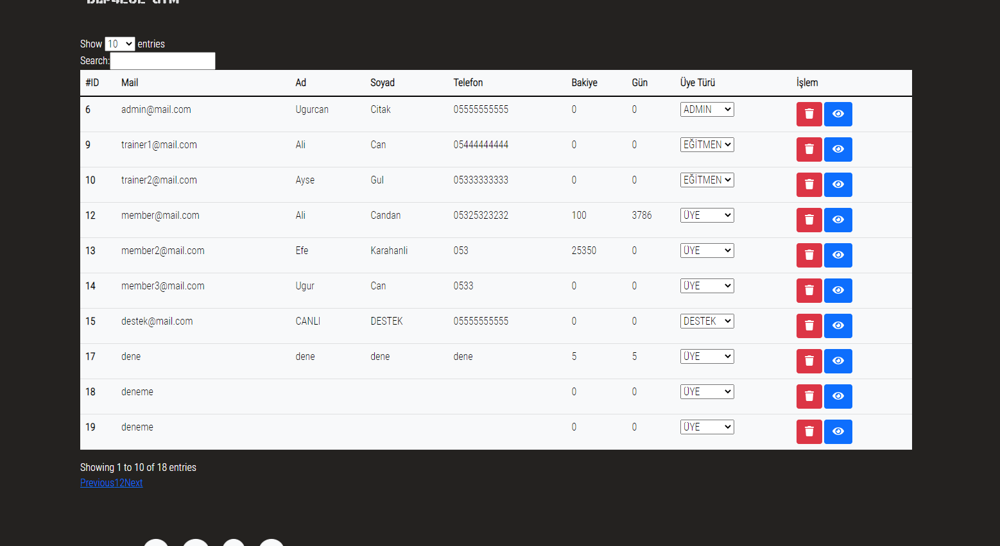 Show 10 entries
Search:
#ID Mail Ad Soyad Telefon Bakiye Gün Üye Türü İşlem
6 admin@mail.com Ugurcan Citak 05555555555 0 0 ADMIN
9 trainer1@mail.com Ali Can 05444444444 0 0 EĞİTMEN
10 trainer2@mail.com Ayse Gul 05333333333 0 0 EĞİTMEN
12 member@mail.com Ali Candan 05325323232 100 3786 ÜYE
13 member2@mail.com Efe Karahanli 053 25350 0 ÜYE
14 member3@mail.com Ugur Can 0533 0 0 ÜYE
15 destek@mail.com CANLI DESTEK 05555555555 0 0 DESTEK
17 dene dene dene dene 5 5 ÜYE
18 deneme 0 0 ÜYE
19 deneme 0 0 ÜYE
Showing 1 to 10 of 18 entries
Previous12Next